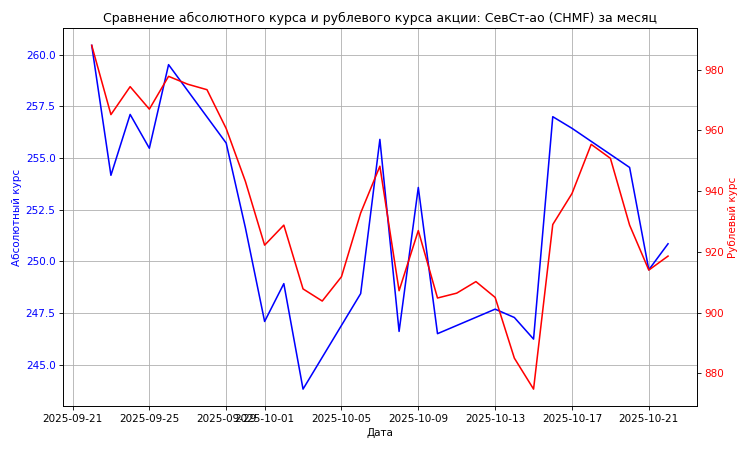 Сравнение абсолютного курса и рублевого курса акции: СевСт-ао (CHMF) за месяц
260.0
257.5
255.0
252.5
250.0
247.5
245.0
Абсолютный курс
980
960
940
920
900
880
Рублевый курс
2025-09-21 2025-09-25 2025-09-29 2025-10-01 2025-10-05 2025-10-09 2025-10-13 2025-10-17 2025-10-21
Дата